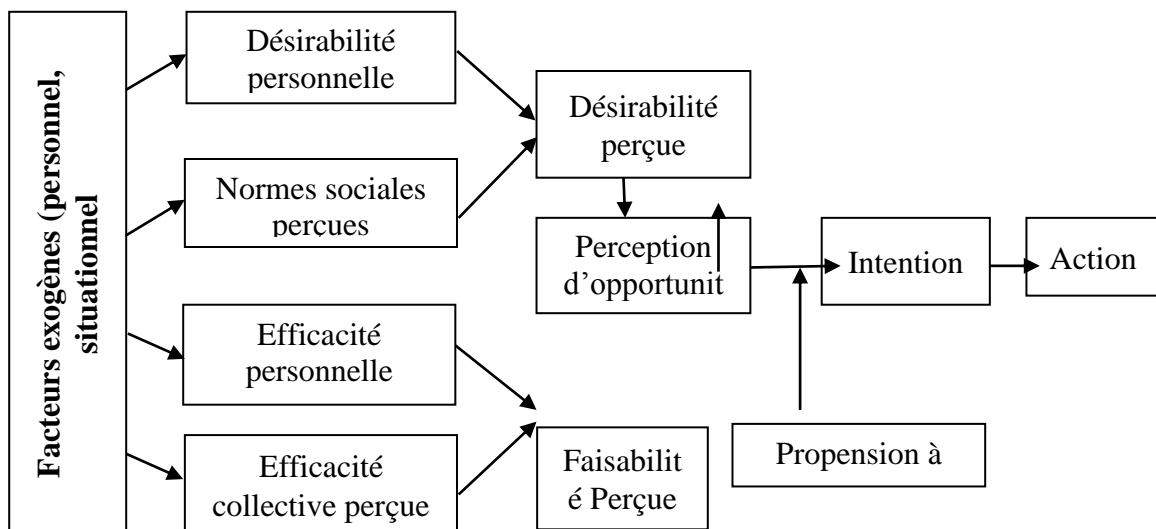 Facteurs exogènes (personnel,
situationnel
Désirabilité
personnelle
Normes sociales
perçues
Efficacité
personnelle
Efficacité
collective perçue
Désirabilité
perçue
Perception
d’opportunit
Faisabilit
é Perçue
Propension à
Intention
Action